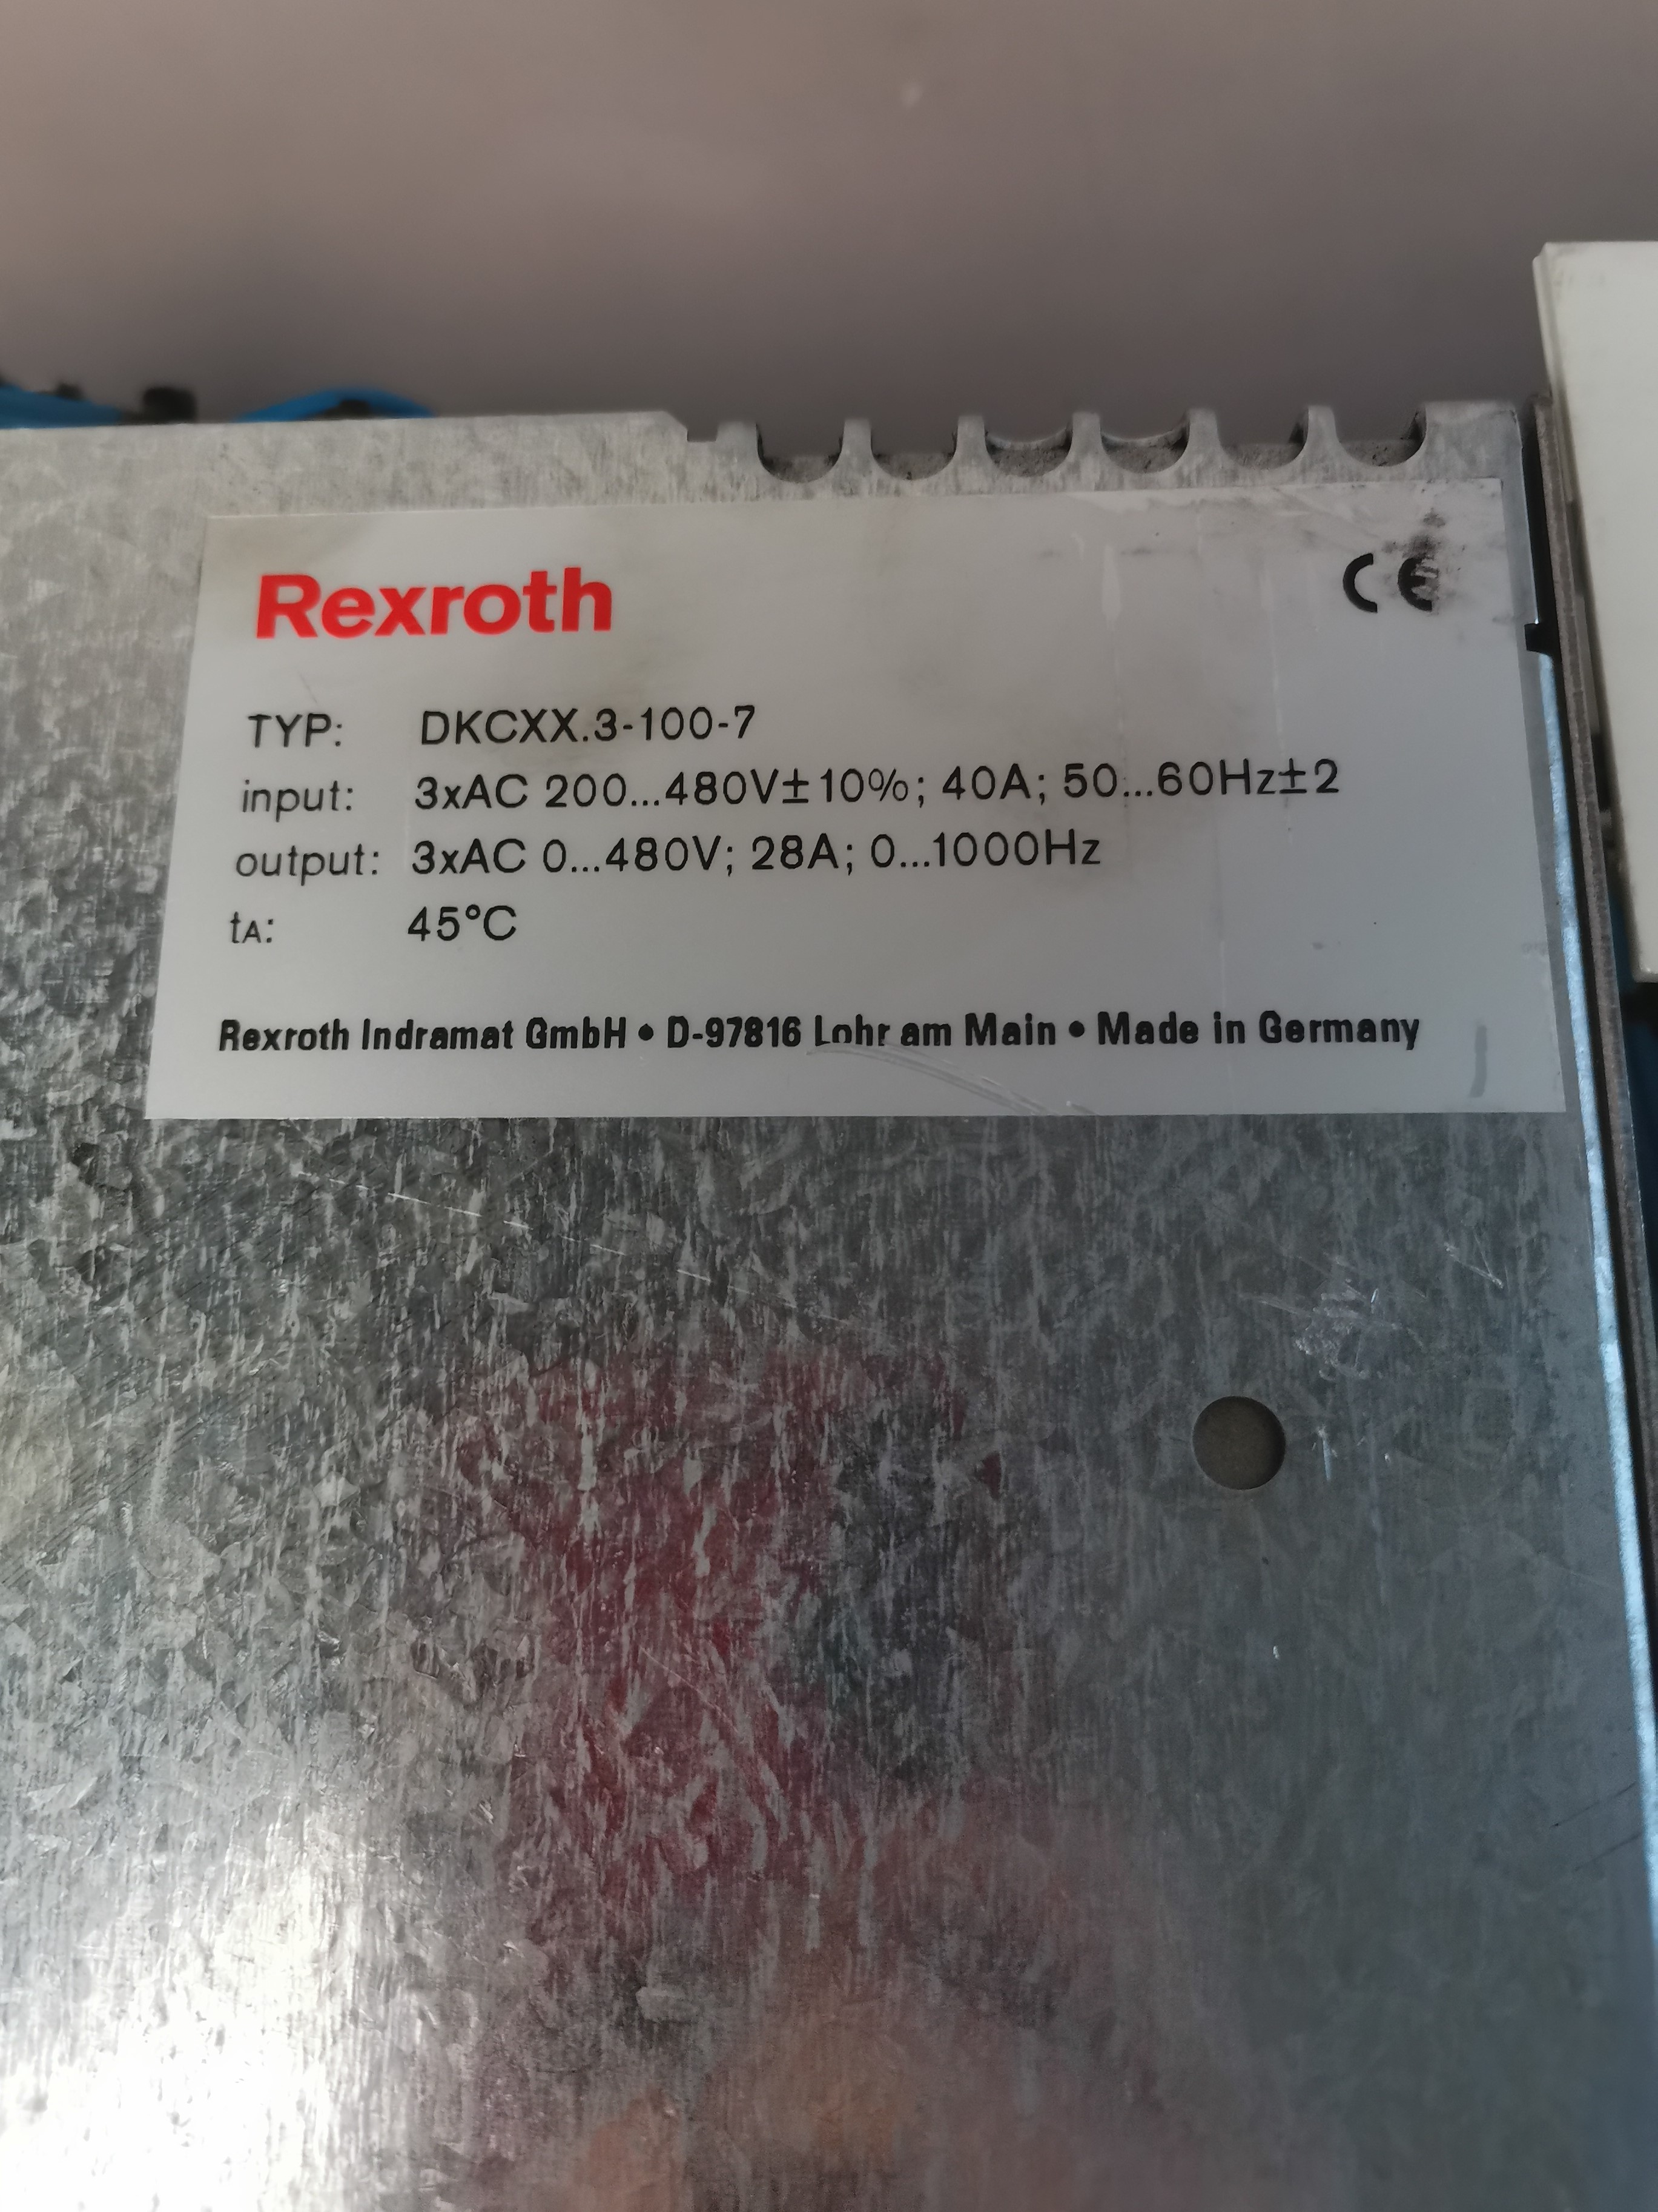 Rexroth
CE
TYP: DKCXX.3-100-7
input: 3xAC 200...480V±10%; 40A; 50...60Hz±2
output: 3xAC 0...480V; 28A; 0...1000Hz
tA: 45°C
Rexroth Indramat GmbH • D-97816 Lohr am Main • Made in Germany